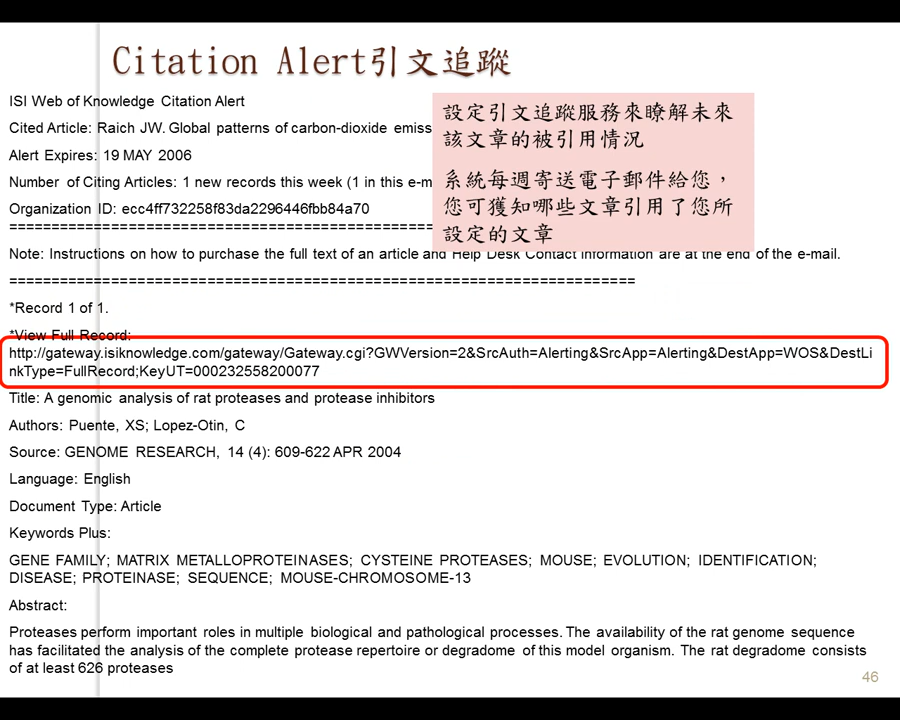 Citation Alert引文追蹤
ISI Web of Knowledge Citation Alert
Cited Article: Raich JW. Global patterns of carbon-dioxide emiss
Alert Expires: 19 MAY 2006
Number of Citing Articles: 1 new records this week (1 in this e-m
Organization ID: ecc4ff732258f83da2296446fbb84a70
設定引文追蹤服務來瞭解未來
該文章的被引用情況
系統每週寄送電子郵件給您，
您可獲知哪些文章引用了您所
設定的文章
================================================
Note: Instructions on how to purchase the full text of an article and Help Desk Contact information are at the end of the e-mail.
=======================================================================
*Record 1 of 1.
*View Full Record:
http://gateway.isiknowledge.com/gateway/Gateway.cgi?GWVersion=2&SrcAuth=Alerting&SrcApp=Alerting&DestApp=WOS&DestLi
nkType=FullRecord;KeyUT=000232558200077
Title: A genomic analysis of rat proteases and protease inhibitors
Authors: Puente, XS; Lopez-Otin, C
Source: GENOME RESEARCH, 14 (4): 609-622 APR 2004
Language: English
Document Type: Article
Keywords Plus:
GENE FAMILY; MATRIX METALLOPROTEINASES; CYSTEINE PROTEASES; MOUSE; EVOLUTION; IDENTIFICATION;
DISEASE; PROTEINASE; SEQUENCE; MOUSE-CHROMOSOME-13
Abstract:
Proteases perform important roles in multiple biological and pathological processes. The availability of the rat genome sequence
has facilitated the analysis of the complete protease repertoire or degradome of this model organism. The rat degradome consists
of at least 626 proteases
46